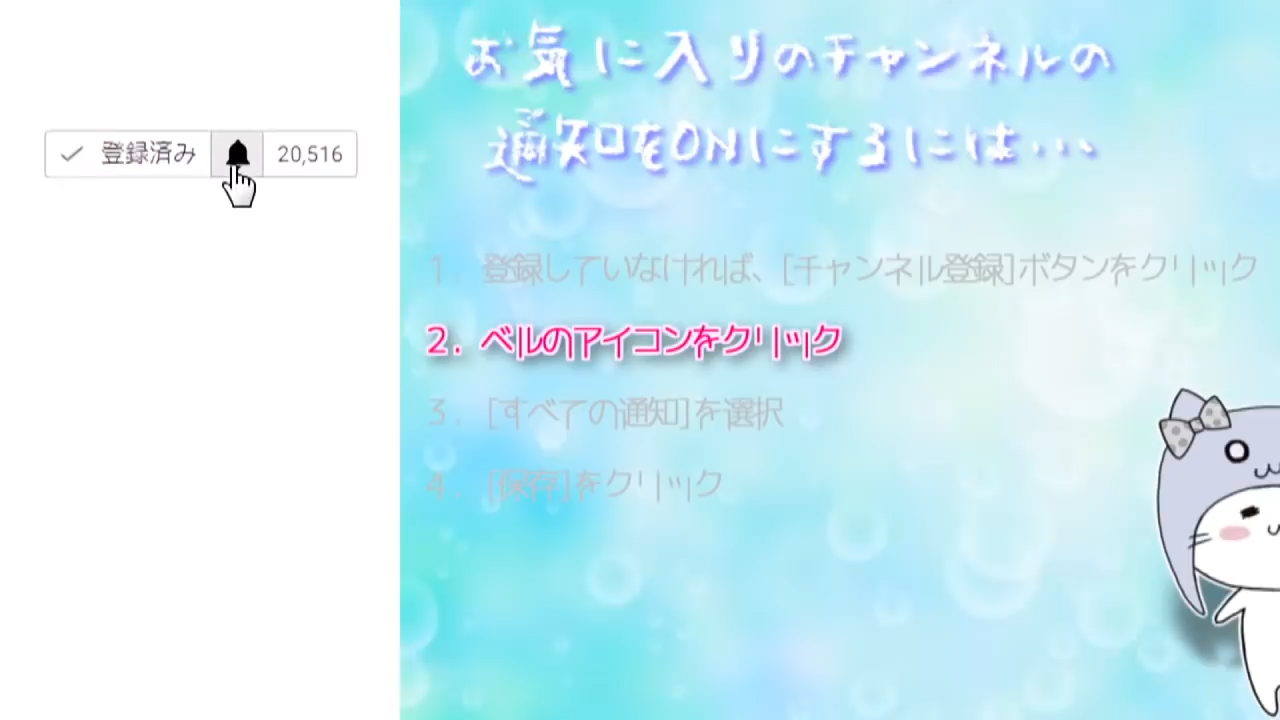 登録済み 20,516
お気に入りのチャンネルの
通知をONにするには・・・
1. 登録していなければ、[チャンネル登録]ボタンをクリック
2. ベルのアイコンをクリック
3. [すべての通知]を選択
4. [保存]をクリック